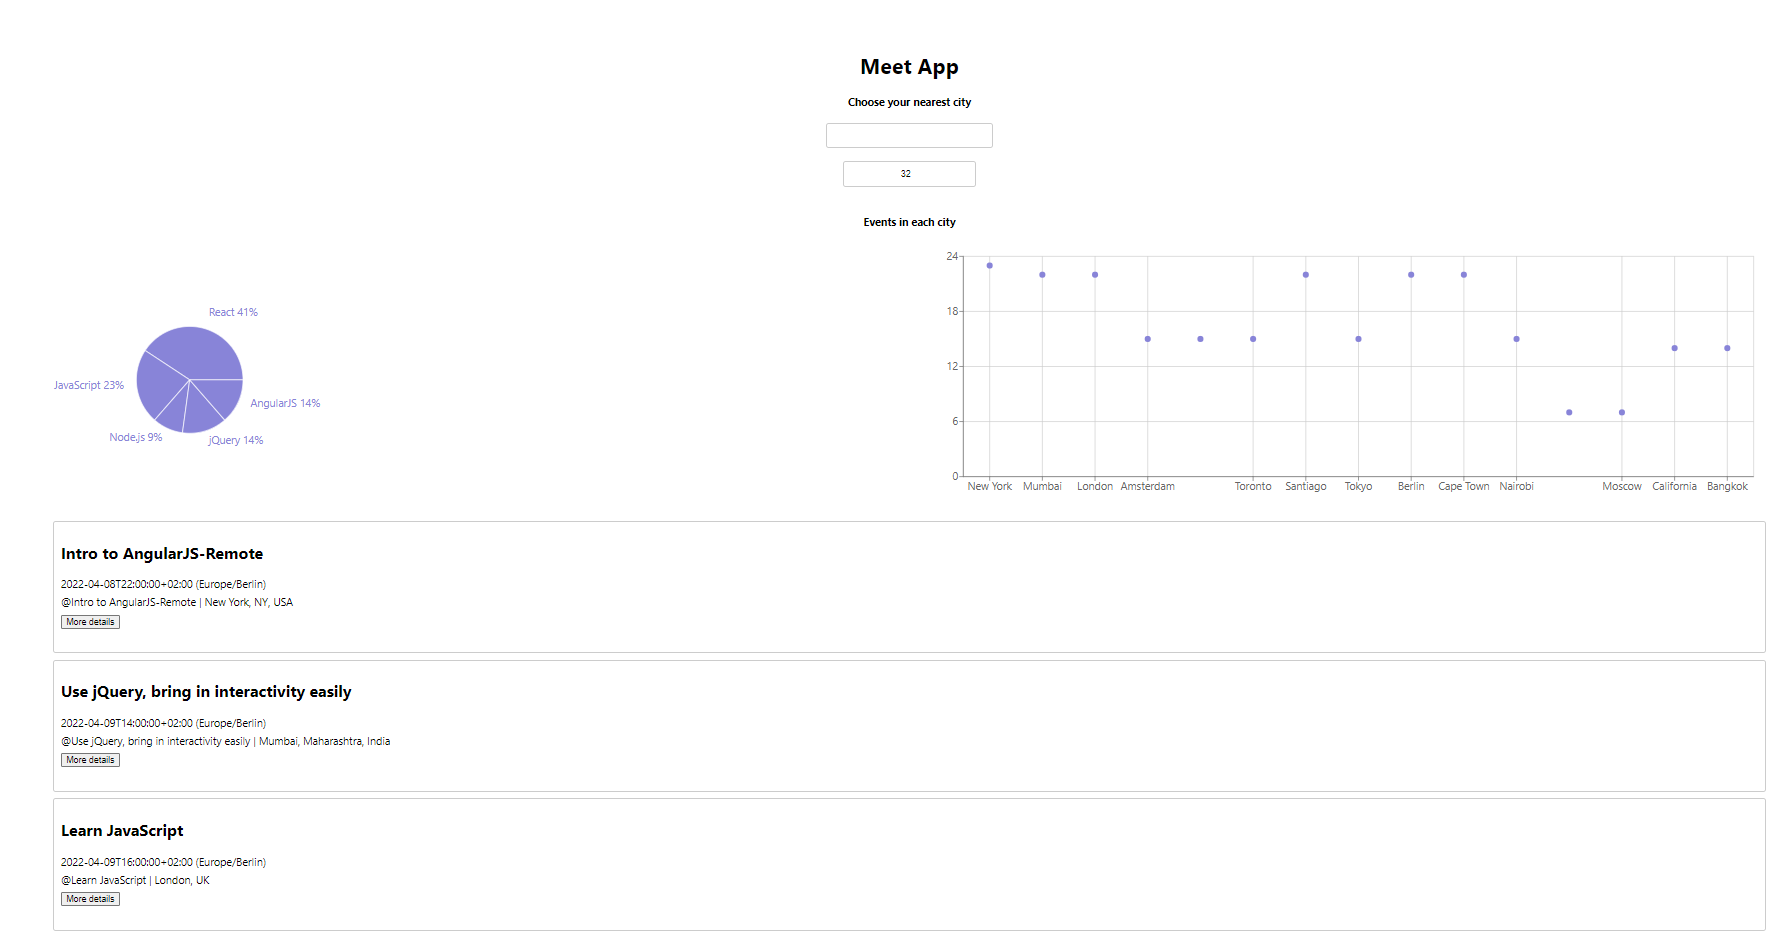 Meet App
Choose your nearest city
32
Events in each city
React 41%
JavaScript 23%
AngularJS 14%
Node.js 9%
jQuery 14%
24
18
12
6
0
New York Mumbai London Amsterdam Toronto Santiago Tokyo Berlin Cape Town Nairobi Moscow California Bangkok
Intro to AngularJS-Remote
2022-04-08T22:00:00+02:00 (Europe/Berlin)
@Intro to AngularJS-Remote | New York, NY, USA
More details
Use jQuery, bring in interactivity easily
2022-04-09T14:00:00+02:00 (Europe/Berlin)
@Use jQuery, bring in interactivity easily | Mumbai, Maharashtra, India
More details
Learn JavaScript
2022-04-09T16:00:00+02:00 (Europe/Berlin)
@Learn JavaScript | London, UK
More details